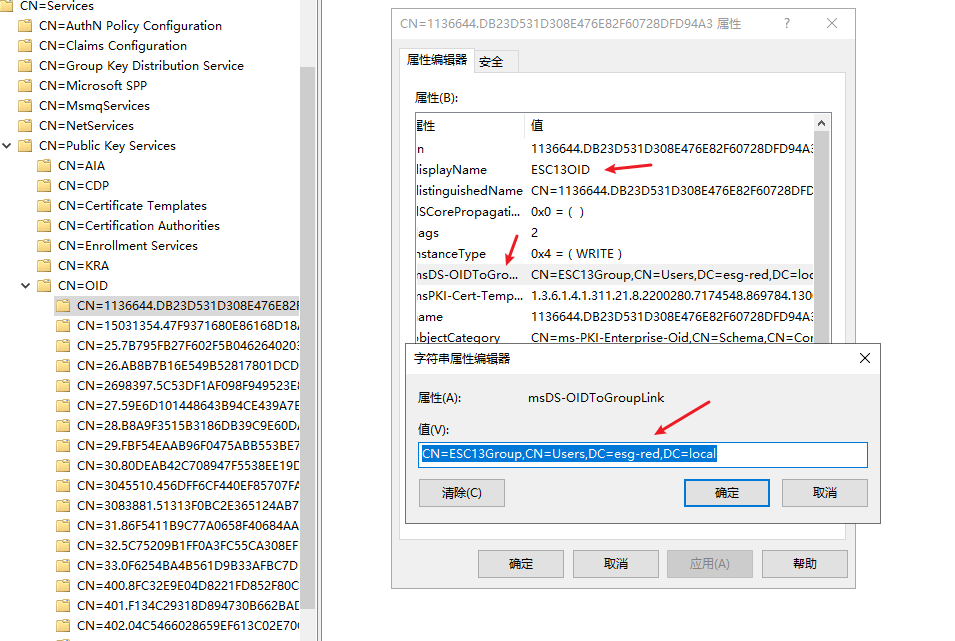 CN=Services
CN=AuthN Policy Configuration
CN=Claims Configuration
CN=Group Key Distribution Service
CN=Microsoft SPP
CN=MsmqServices
CN=NetServices
CN=Public Key Services
CN=AIA
CN=CDP
CN=Certificate Templates
CN=Certification Authorities
CN=Enrollment Services
CN=KRA
CN=OID
CN=1136644.DB23D531D308E476E82F
CN=15031354.47F9371680E86168D18
CN=25.7B795FB27F602F5B0462640203
CN=26.AB8B7B16E549B52817801DCD
CN=2698397.5C53DF1AF098F949523E
CN=27.59E6D101448643B94CE439A7E
CN=28.B8A9F3515B3186DB39C9E60D
CN=29.FBF54EAAB96F0475ABB553BE7
CN=30.80DEAB42C708947F5538EE19D
CN=3045510.456DFF6CF440EF85707F
CN=3083881.51313F0BC2E365124AB7
CN=31.86F5411B9C77A0658F40684AA
CN=32.5C75209B1FF0A3FC55CA308EF
CN=33.0F6254BA4B561D9B33AFBC7D
CN=400.8FC32E9E04D8221FD852F80C
CN=401.F134C29318D894730B662BAD
CN=402.04C5466028659EF613C02E70
CN=1136644.DB23D531D308E476E82F60728DFD94A3 属性
?
属性编辑器 安全
属性(B):
属性 值
n 1136644.DB23D531D308E476E82F60728DFD94A3
isplayName ESC13OID
istinguishedName CN=1136644.DB23D531D308E476E82F60728DFD
SCorePropagati... 0x0 = ( )
ags 2
nstanceType 0x4 = ( WRITE )
msDS-OIDToGro... CN=ESC13Group,CN=Users,DC=esg-red,DC=loc
msPKI-Cert-Temp... 1.3.6.1.4.1.311.21.8.2200280.7174548.869784.130
ame 1136644.DB23D531D308E476E82F60728DFD94A3
bjectCategory CN=ms-PKI-Enterprise-Oid,CN=Schema,CN=Con
字符串属性编辑器
属性(A): msDS-OIDToGroupLink
值(V):
CN=ESC13Group,CN=Users,DC=esg-red,DC=local
清除(C) 确定 取消
确定 取消 应用(A) 帮助